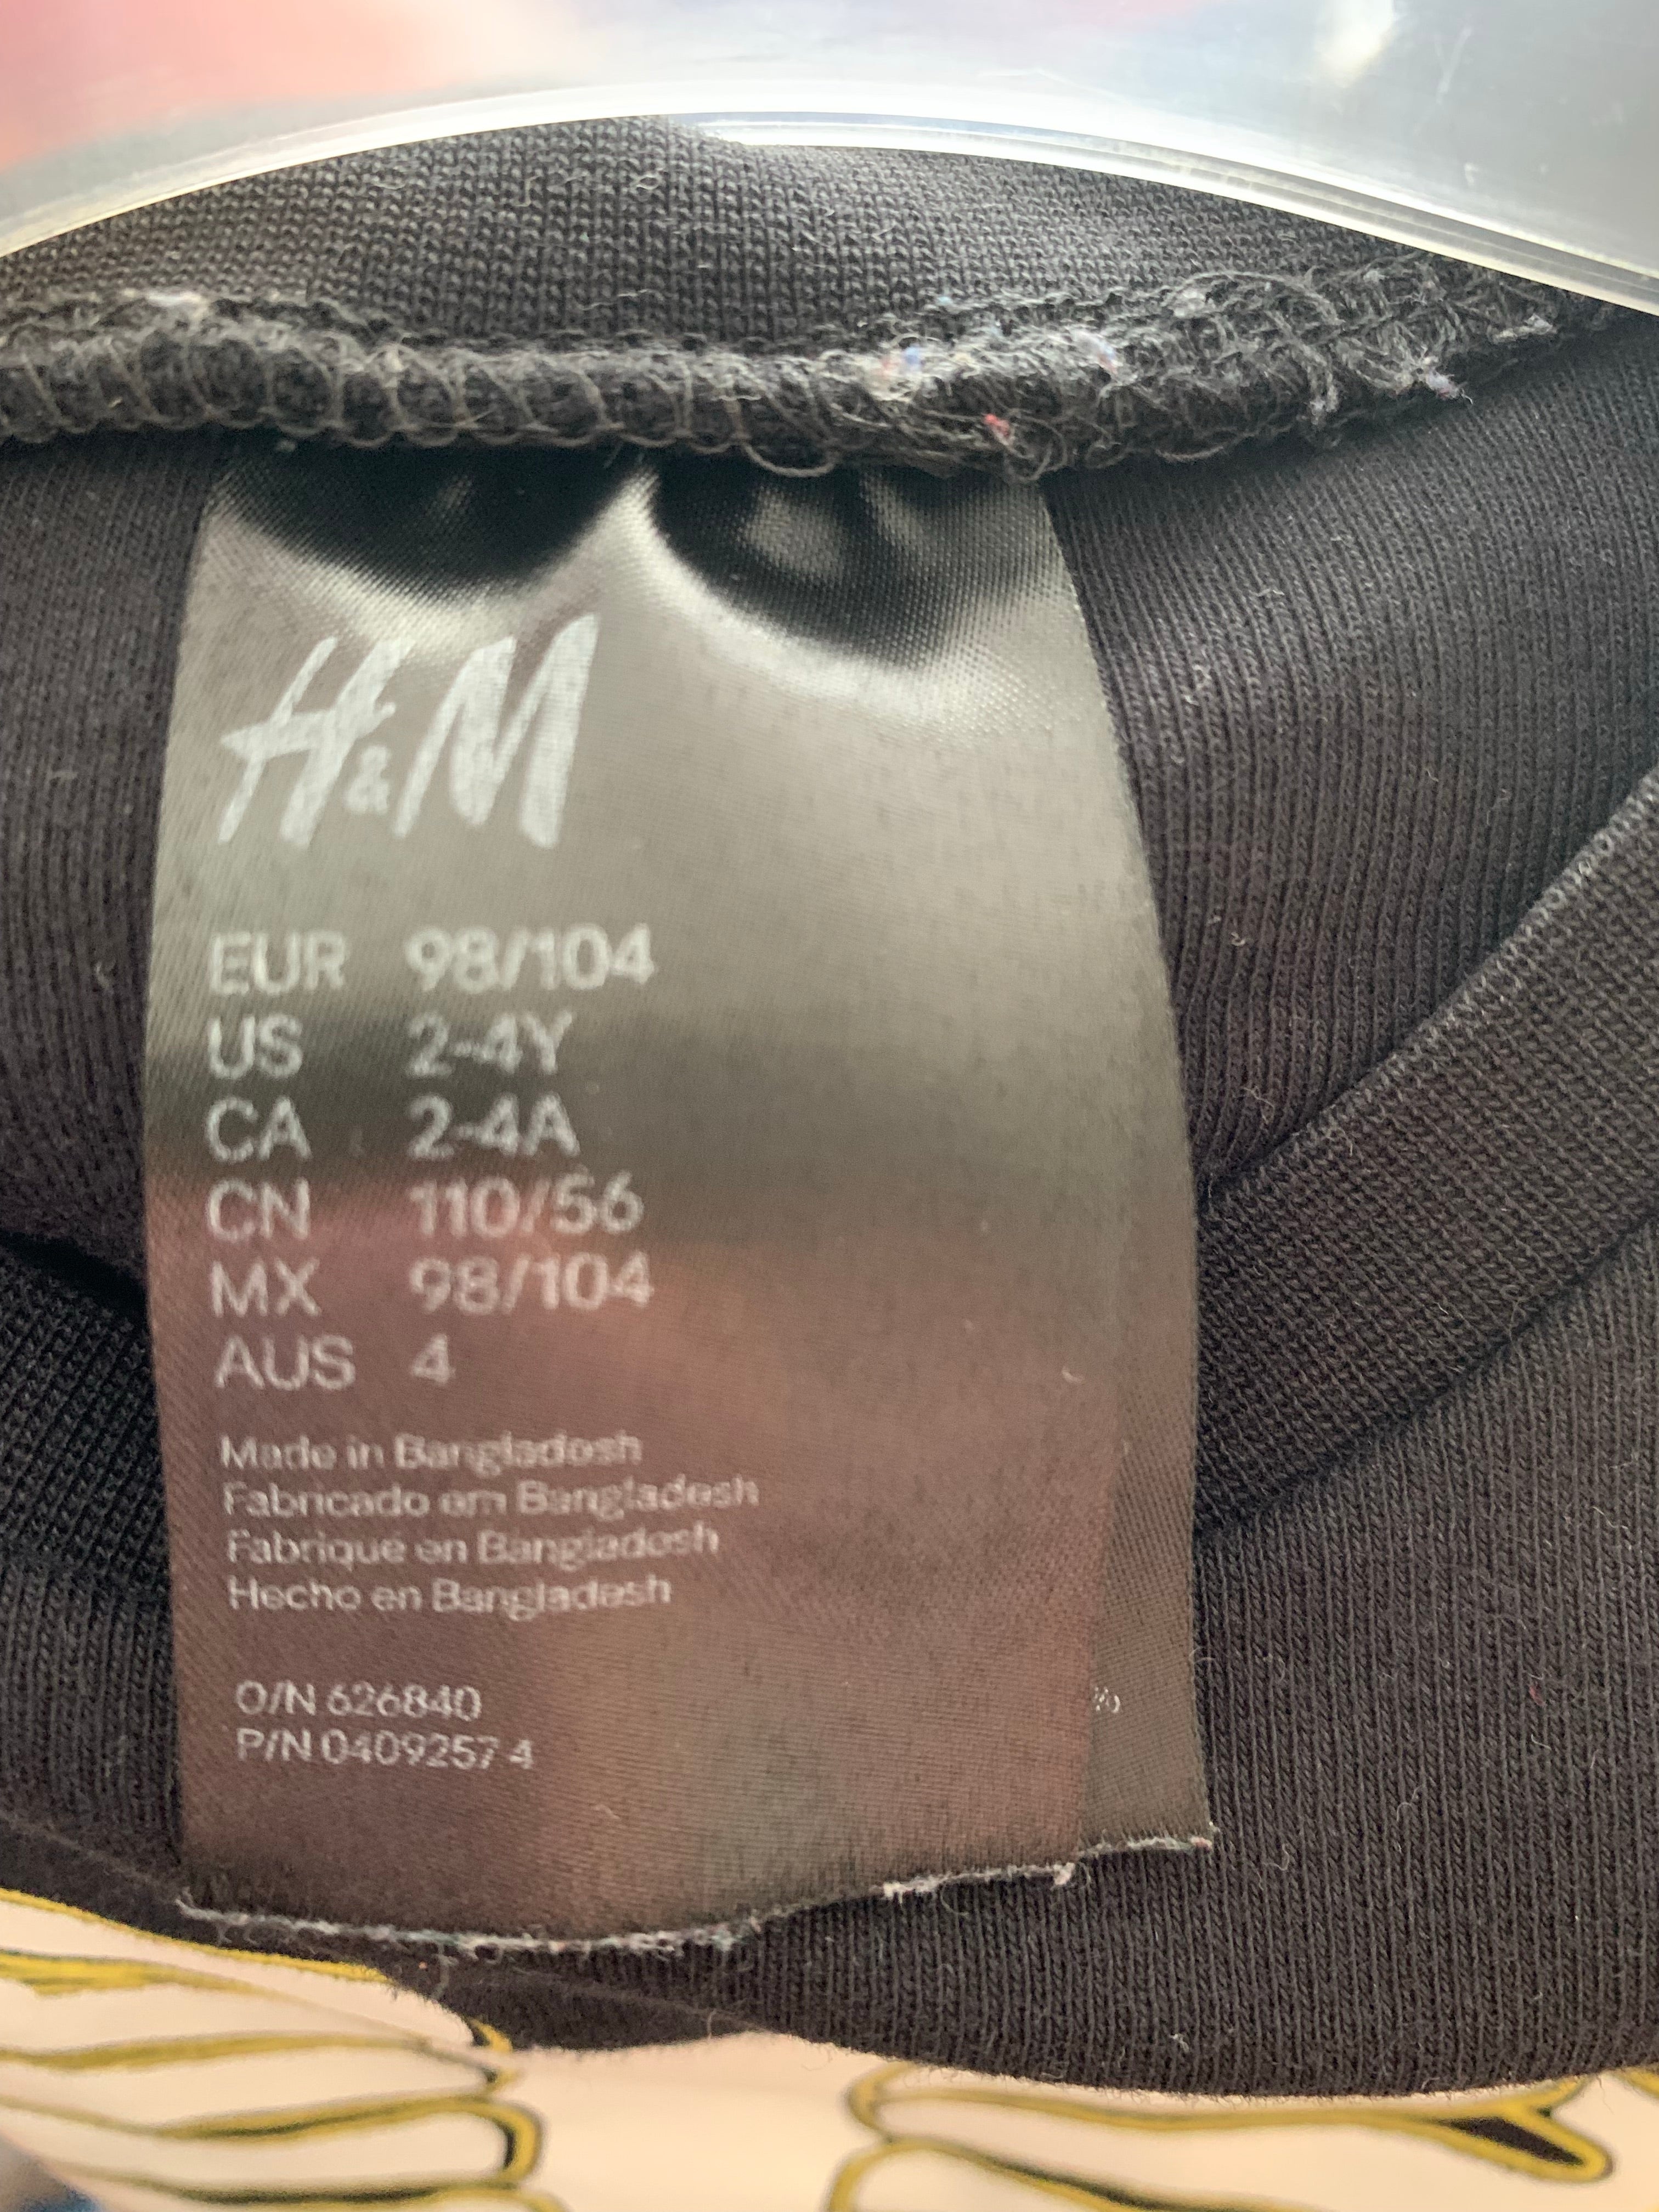 H&M
EUR 98/104
US 2-4Y
CA 2-4A
CN 110/56
MX 98/104
AUS 4
Made in Bangladesh
Fabricado em Bangladesh
Fabriqué en Bangladesh
Hecho en Bangladesh
O/N 626840
P/N 0409257 4
%